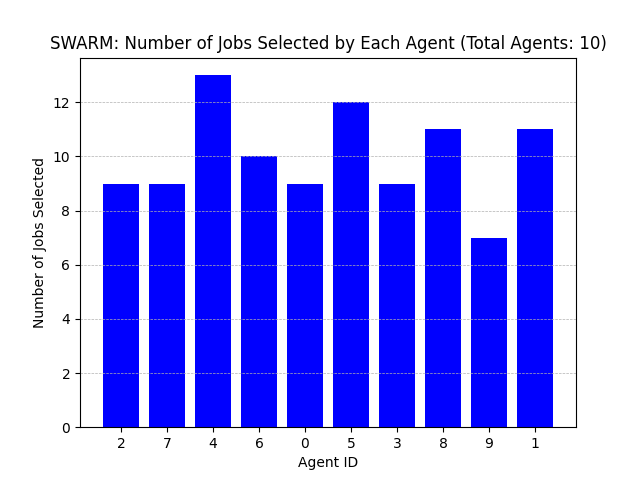 SWARM: Number of Jobs Selected by Each Agent (Total Agents: 10)
12
10
8
6
4
2
0
Number of Jobs Selected
2 7 4 6 0 5 3 8 9 1
Agent ID